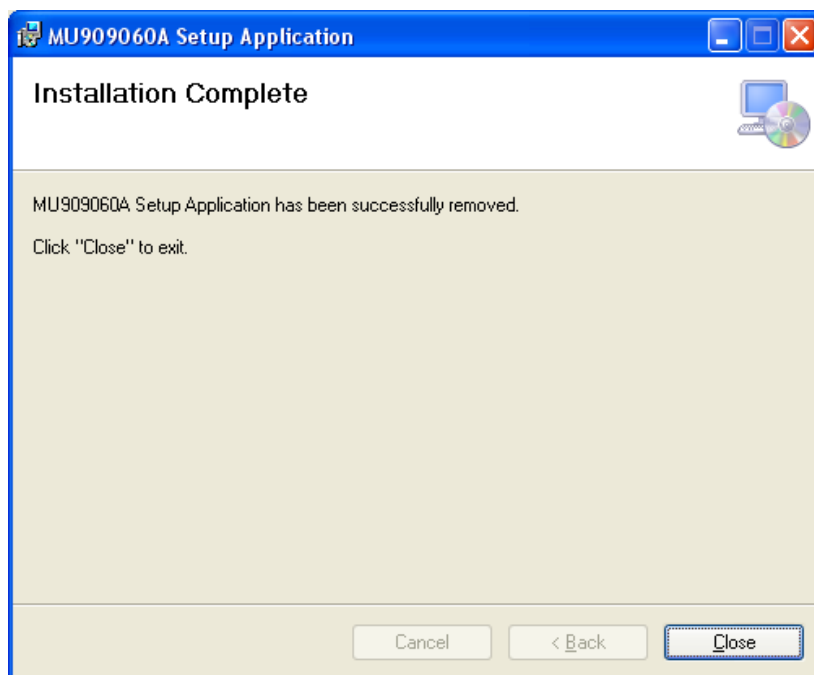 MU909060A Setup Application
Installation Complete
MU909060A Setup Application has been successfully removed.
Click "Close" to exit.
Cancel
< Back
Close